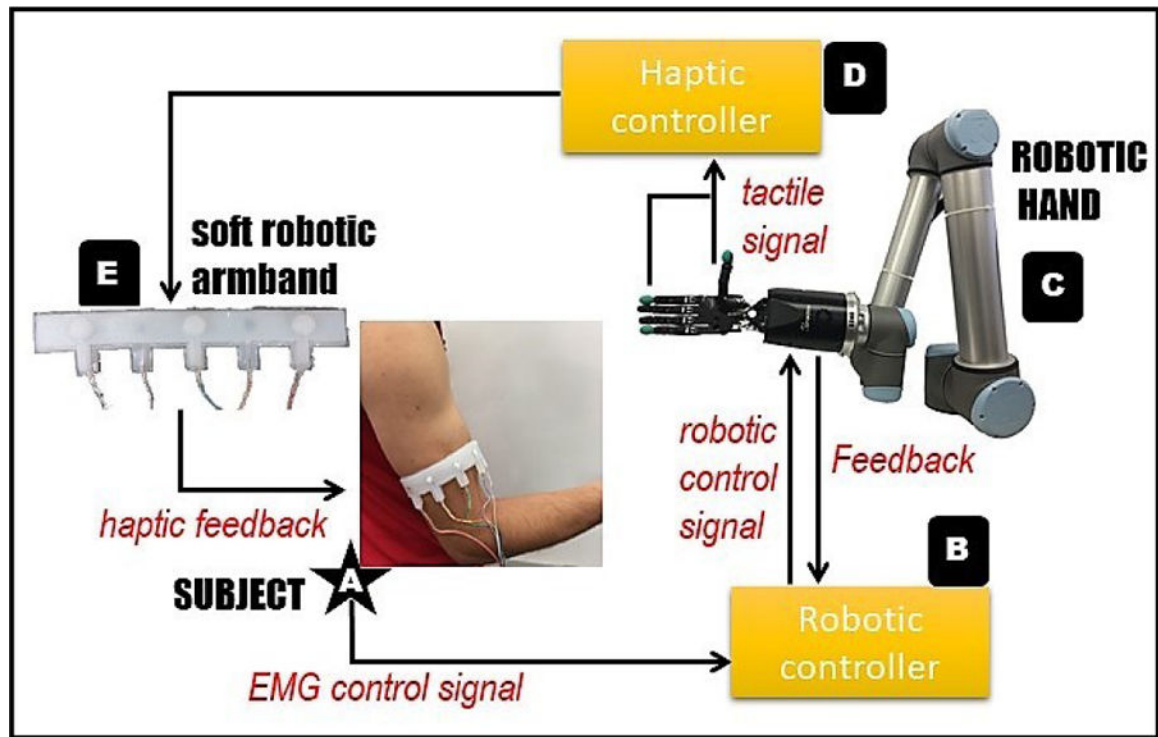 Haptic
controller
D
ROBOTIC
HAND
tactile
signal
C
soft robotic
armband
E
robotic
control
signal
Feedback
haptic feedback
SUBJECT
A
B
Robotic
controller
EMG control signal